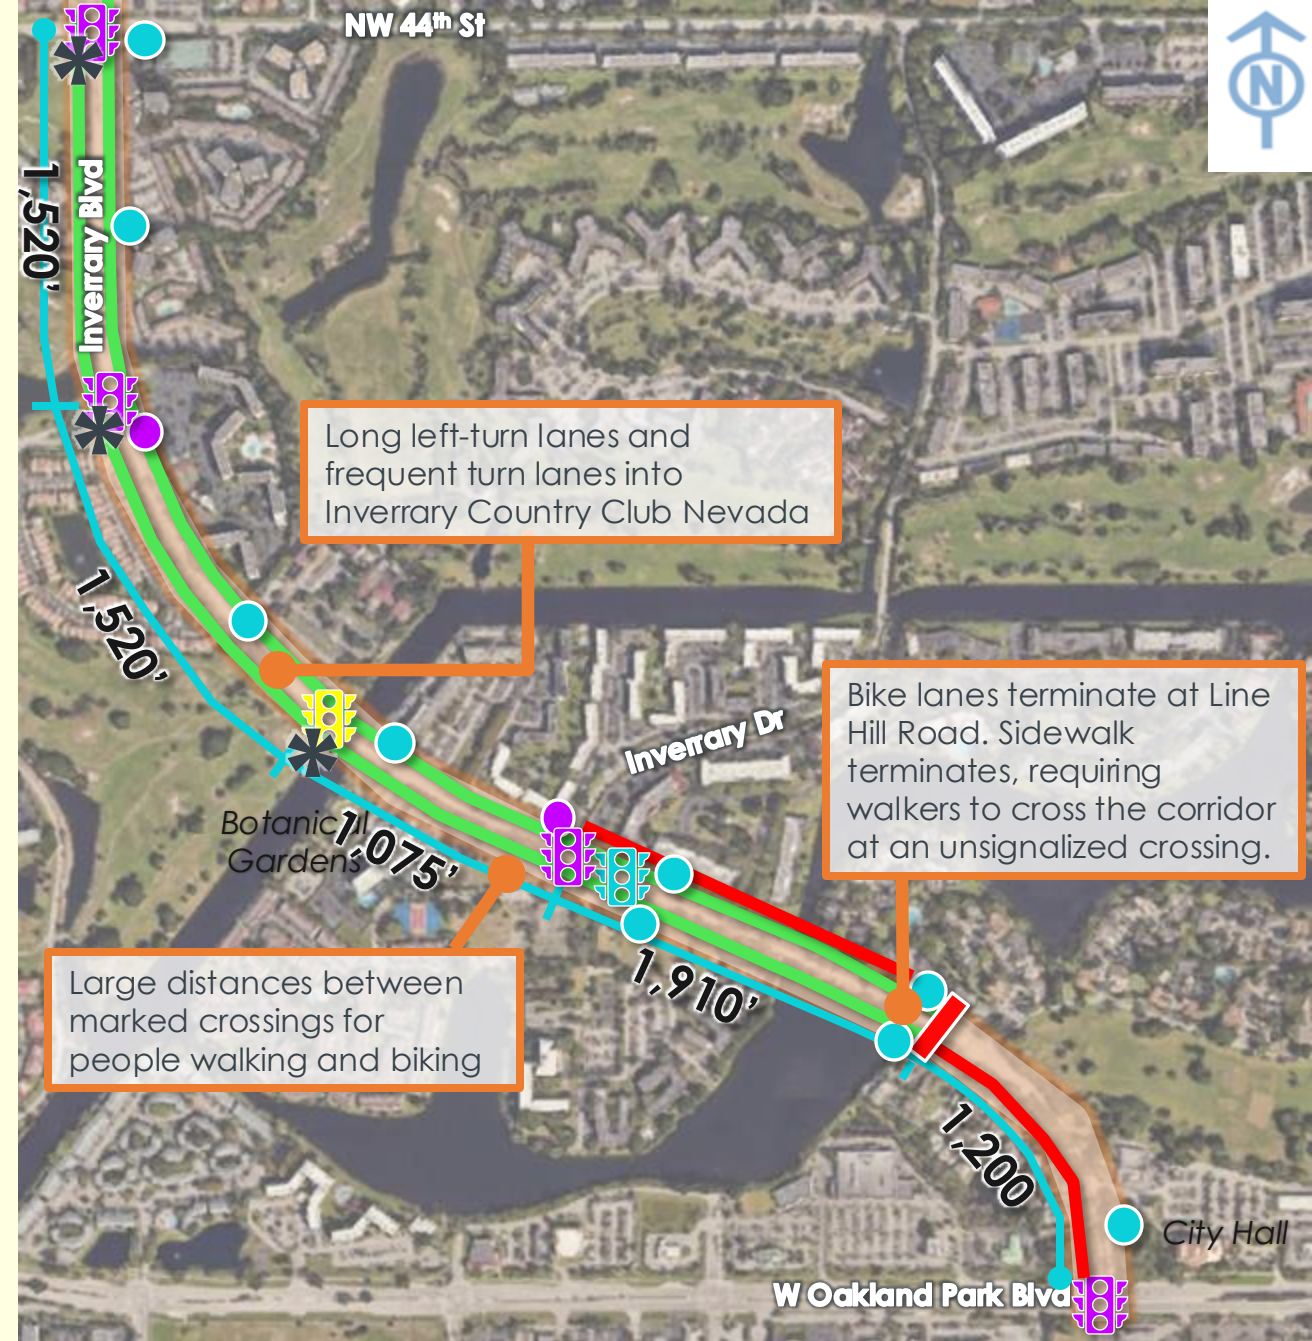 NW 44th St
N
1,520’
Inverrary Blvd
Long left-turn lanes and
frequent turn lanes into
Inverrary Country Club Nevada
1,520’
Inverrary Dr
Bike lanes terminate at Line
Hill Road. Sidewalk
terminates, requiring
walkers to cross the corridor
at an unsignalized crossing.
Botanical
Gardens
1,075’
Large distances between
marked crossings for
people walking and biking
1,910’
1,200
City Hall
W Oakland Park Blvd